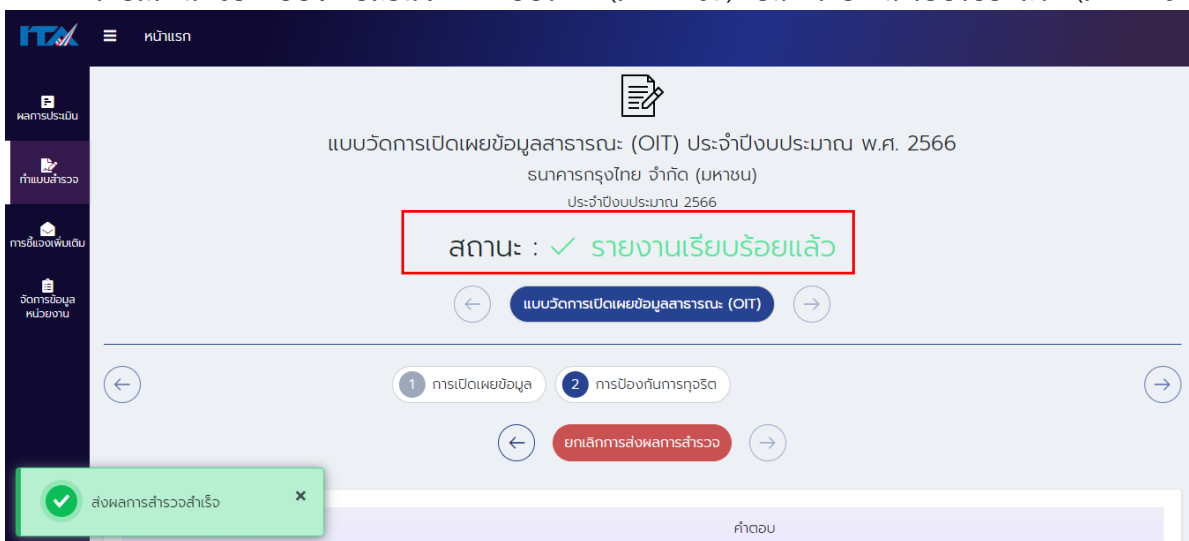 ITA
หน้าแรก
ผลการประเมิน
ทำแบบสำรวจ
การชี้แจงเพิ่มเติม
จัดการข้อมูล
หน่วยงาน
แบบวัดการเปิดเผยข้อมูลสาธารณะ (OIT) ประจำปีงบประมาณ พ.ศ. 2566
ธนาคารกรุงไทย จำกัด (มหาชน)
ประจำปีงบประมาณ 2566
สถานะ : ✓ รายงานเรียบร้อยแล้ว
แบบวัดการเปิดเผยข้อมูลสาธารณะ (OIT)
1 การเปิดเผยข้อมูล 2 การป้องกันการทุจริต
ยกเลิกการส่งผลการสำรวจ
ส่งผลการสำรวจสำเร็จ ×
คำตอบ